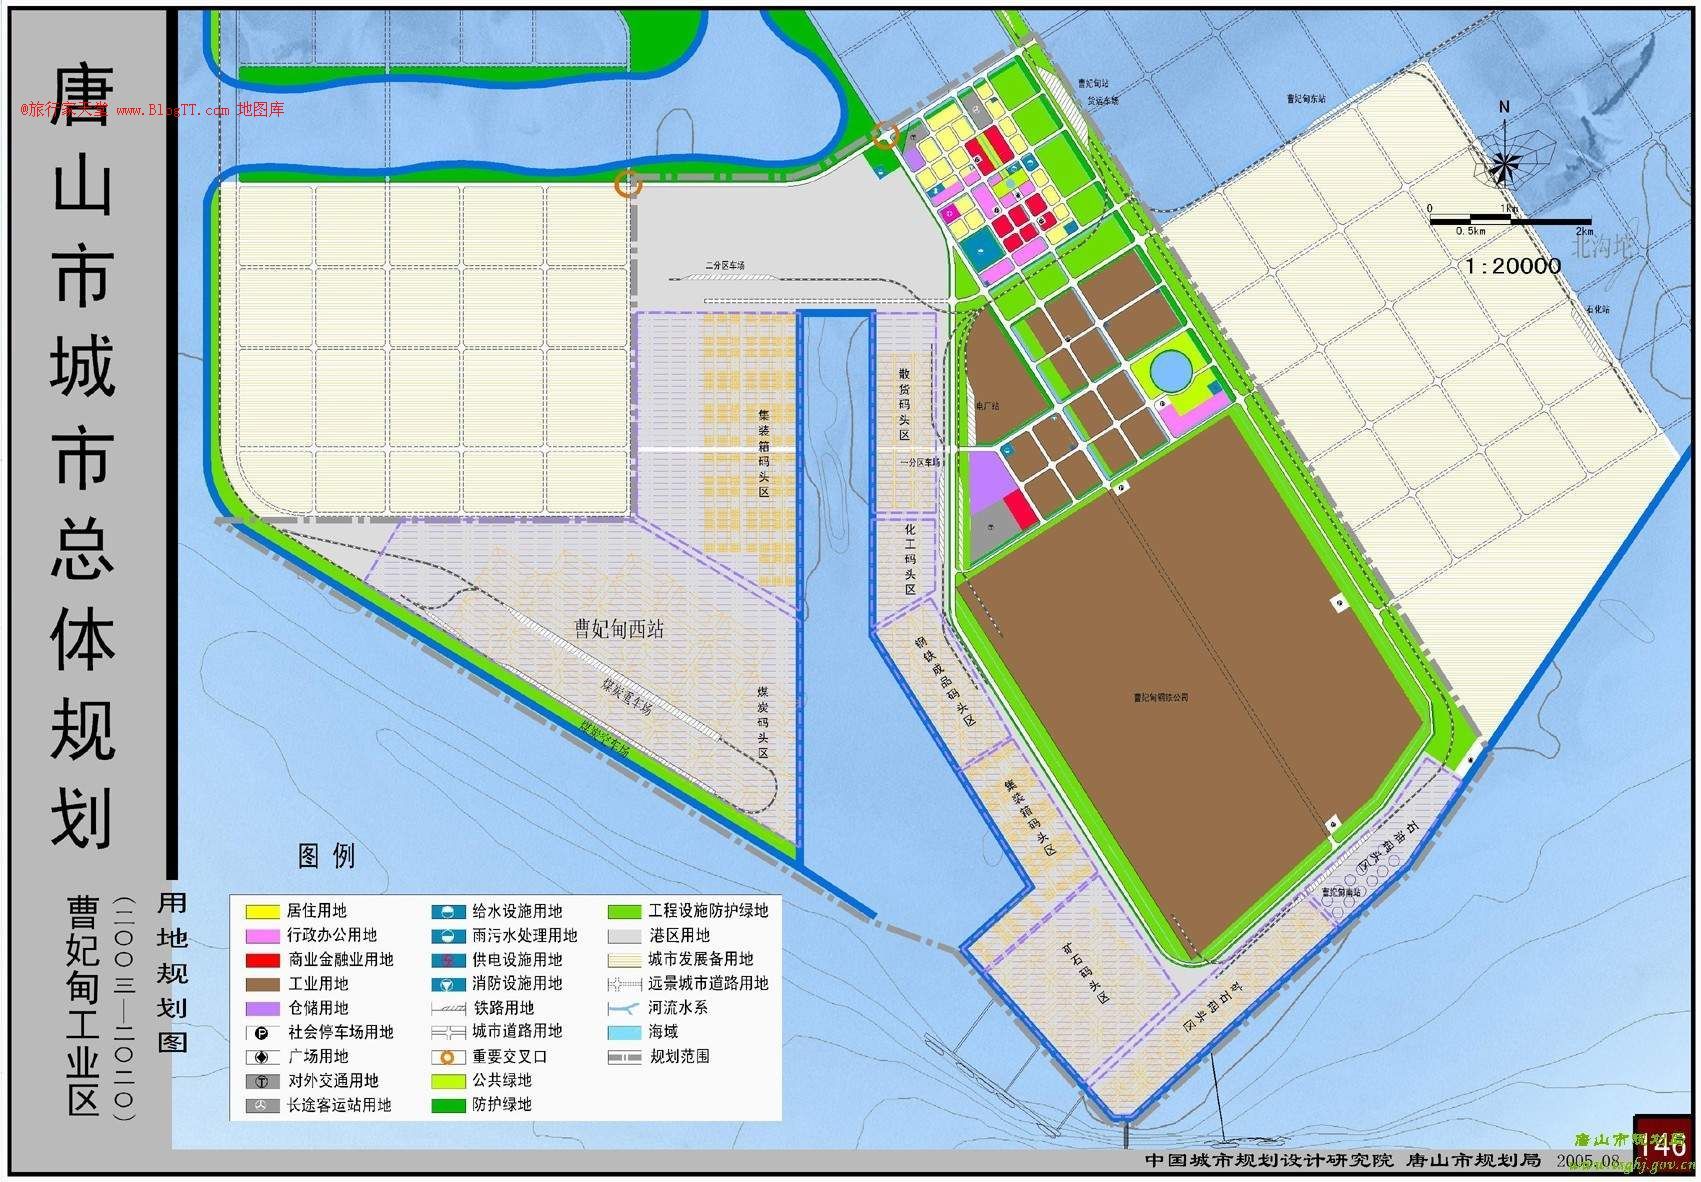 唐山市城市总体规划
@旅行家天堂 www.BlogTT.com 地图库
(二〇〇三—二〇二〇)
曹妃甸工业区
用地规划图
曹妃甸站
货运车场
曹妃甸东站
N
0
1km
0.5km
2km
北沟坨
1:20000
石化站
二分区车场
散货码头区
集装箱码头区
电厂站
一分区车场
化工码头区
曹妃甸西站
钢铁成品码头区
煤炭重车场
煤炭码头区
煤炭空车场
曹妃甸钢铁公司
集装箱码头区
石油码头区
曹妃甸南站
矿石码头区
矿石码头区
图例
居住用地
行政办公用地
商业金融业用地
工业用地
仓储用地
社会停车场用地
广场用地
对外交通用地
长途客运站用地
给水设施用地
雨污水处理用地
供电设施用地
消防设施用地
铁路用地
城市道路用地
重要交叉口
公共绿地
防护绿地
工程设施防护绿地
港区用地
城市发展备用地
远景城市道路用地
河流水系
海域
规划范围
中国城市规划设计研究院 唐山市规划局 2005.08
唐山市规划局
146